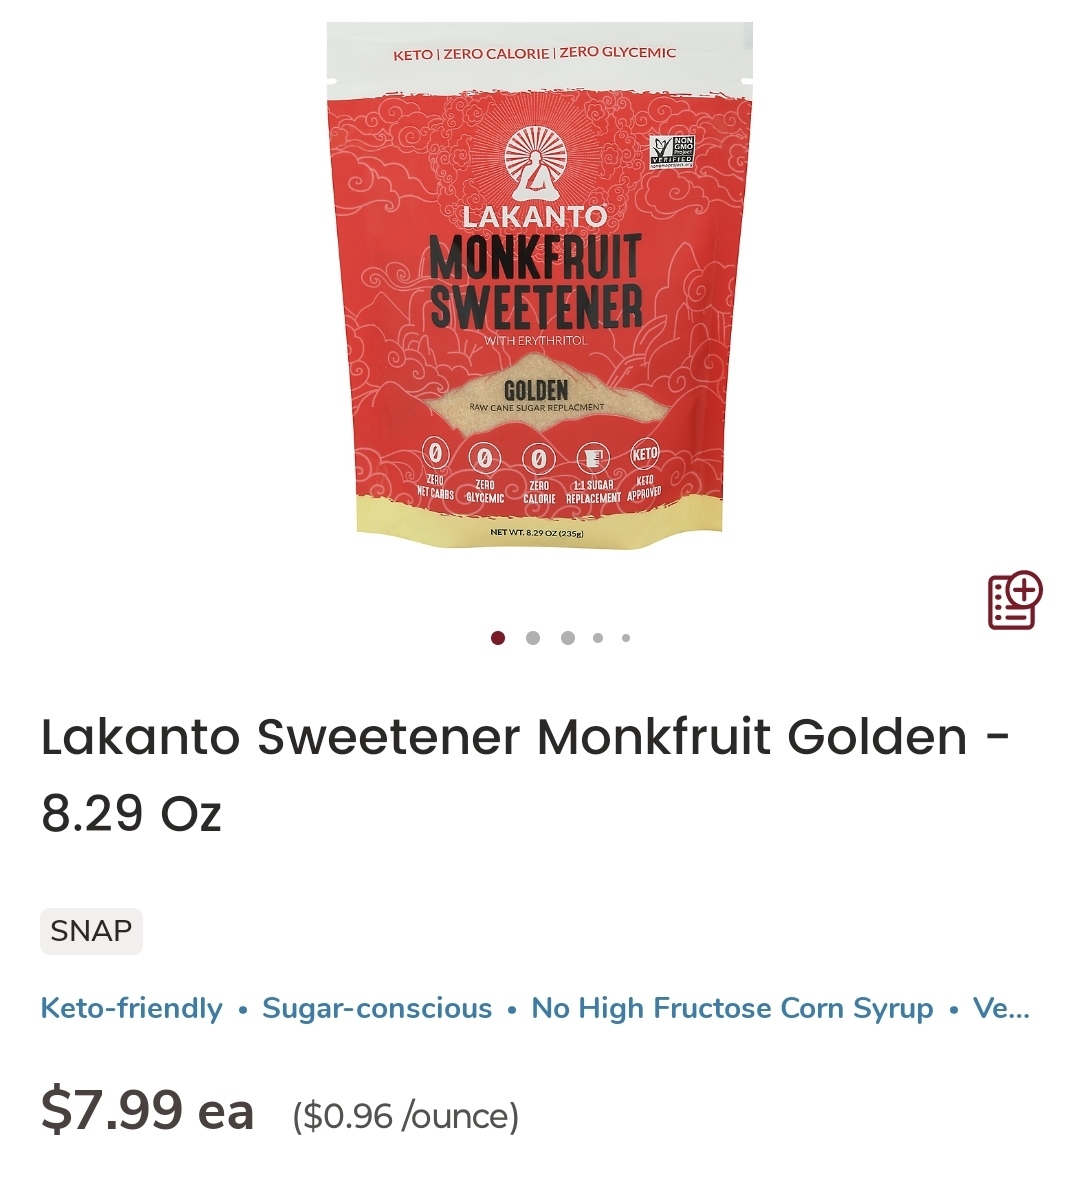 KETO | ZERO CALORIE | ZERO GLYCEMIC
NON
GMO
Project
VERIFIED
nongmoproject.org
LAKANTO
MONKFRUIT
SWEETENER
WITH ERYTHRITOL
GOLDEN
RAW CANE SUGAR REPLACMENT
0 0 0 KETO
ZERO NET CARBS
ZERO GLYCEMIC
ZERO CALORIE
1:1 SUGAR REPLACEMENT
KETO APPROVED
NET WT. 8.29 OZ (235g)
Lakanto Sweetener Monkfruit Golden -
8.29 Oz
SNAP
Keto-friendly • Sugar-conscious • No High Fructose Corn Syrup • Ve...
$7.99 ea ($0.96 /ounce)